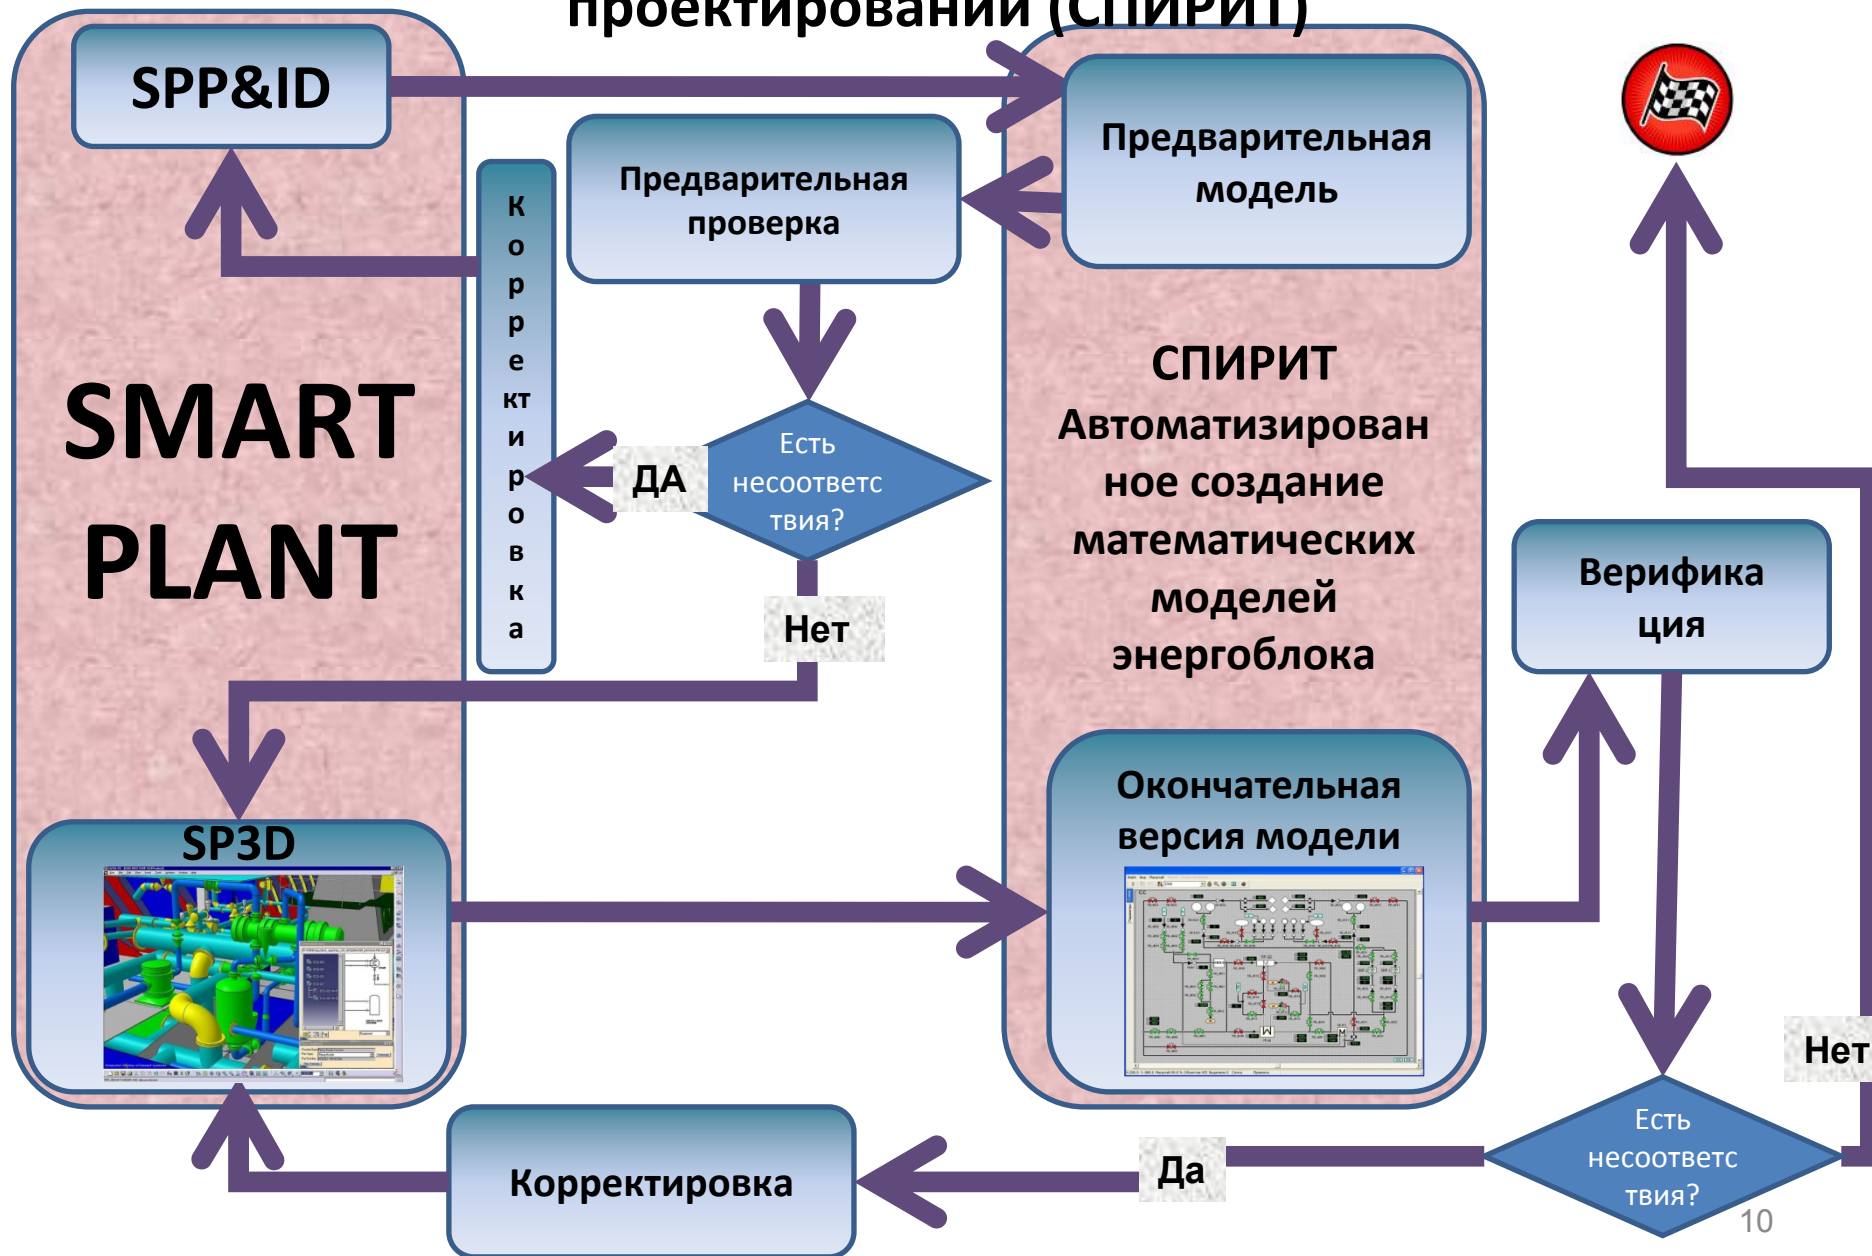 проектировании (СПИРИТ)
SPP&ID
Предварительная
модель
Предварительная
проверка
К
о
р
р
е
кт
и
р
о
в
к
а
SMART
PLANT
Есть
несоответс
твия?
ДА
Нет
СПИРИТ
Автоматизирован
ное создание
математических
моделей
энергоблока
Верифика
ция
SP3D
Окончательная
версия модели
Нет
Есть
несоответс
твия?
Да
Корректировка
10